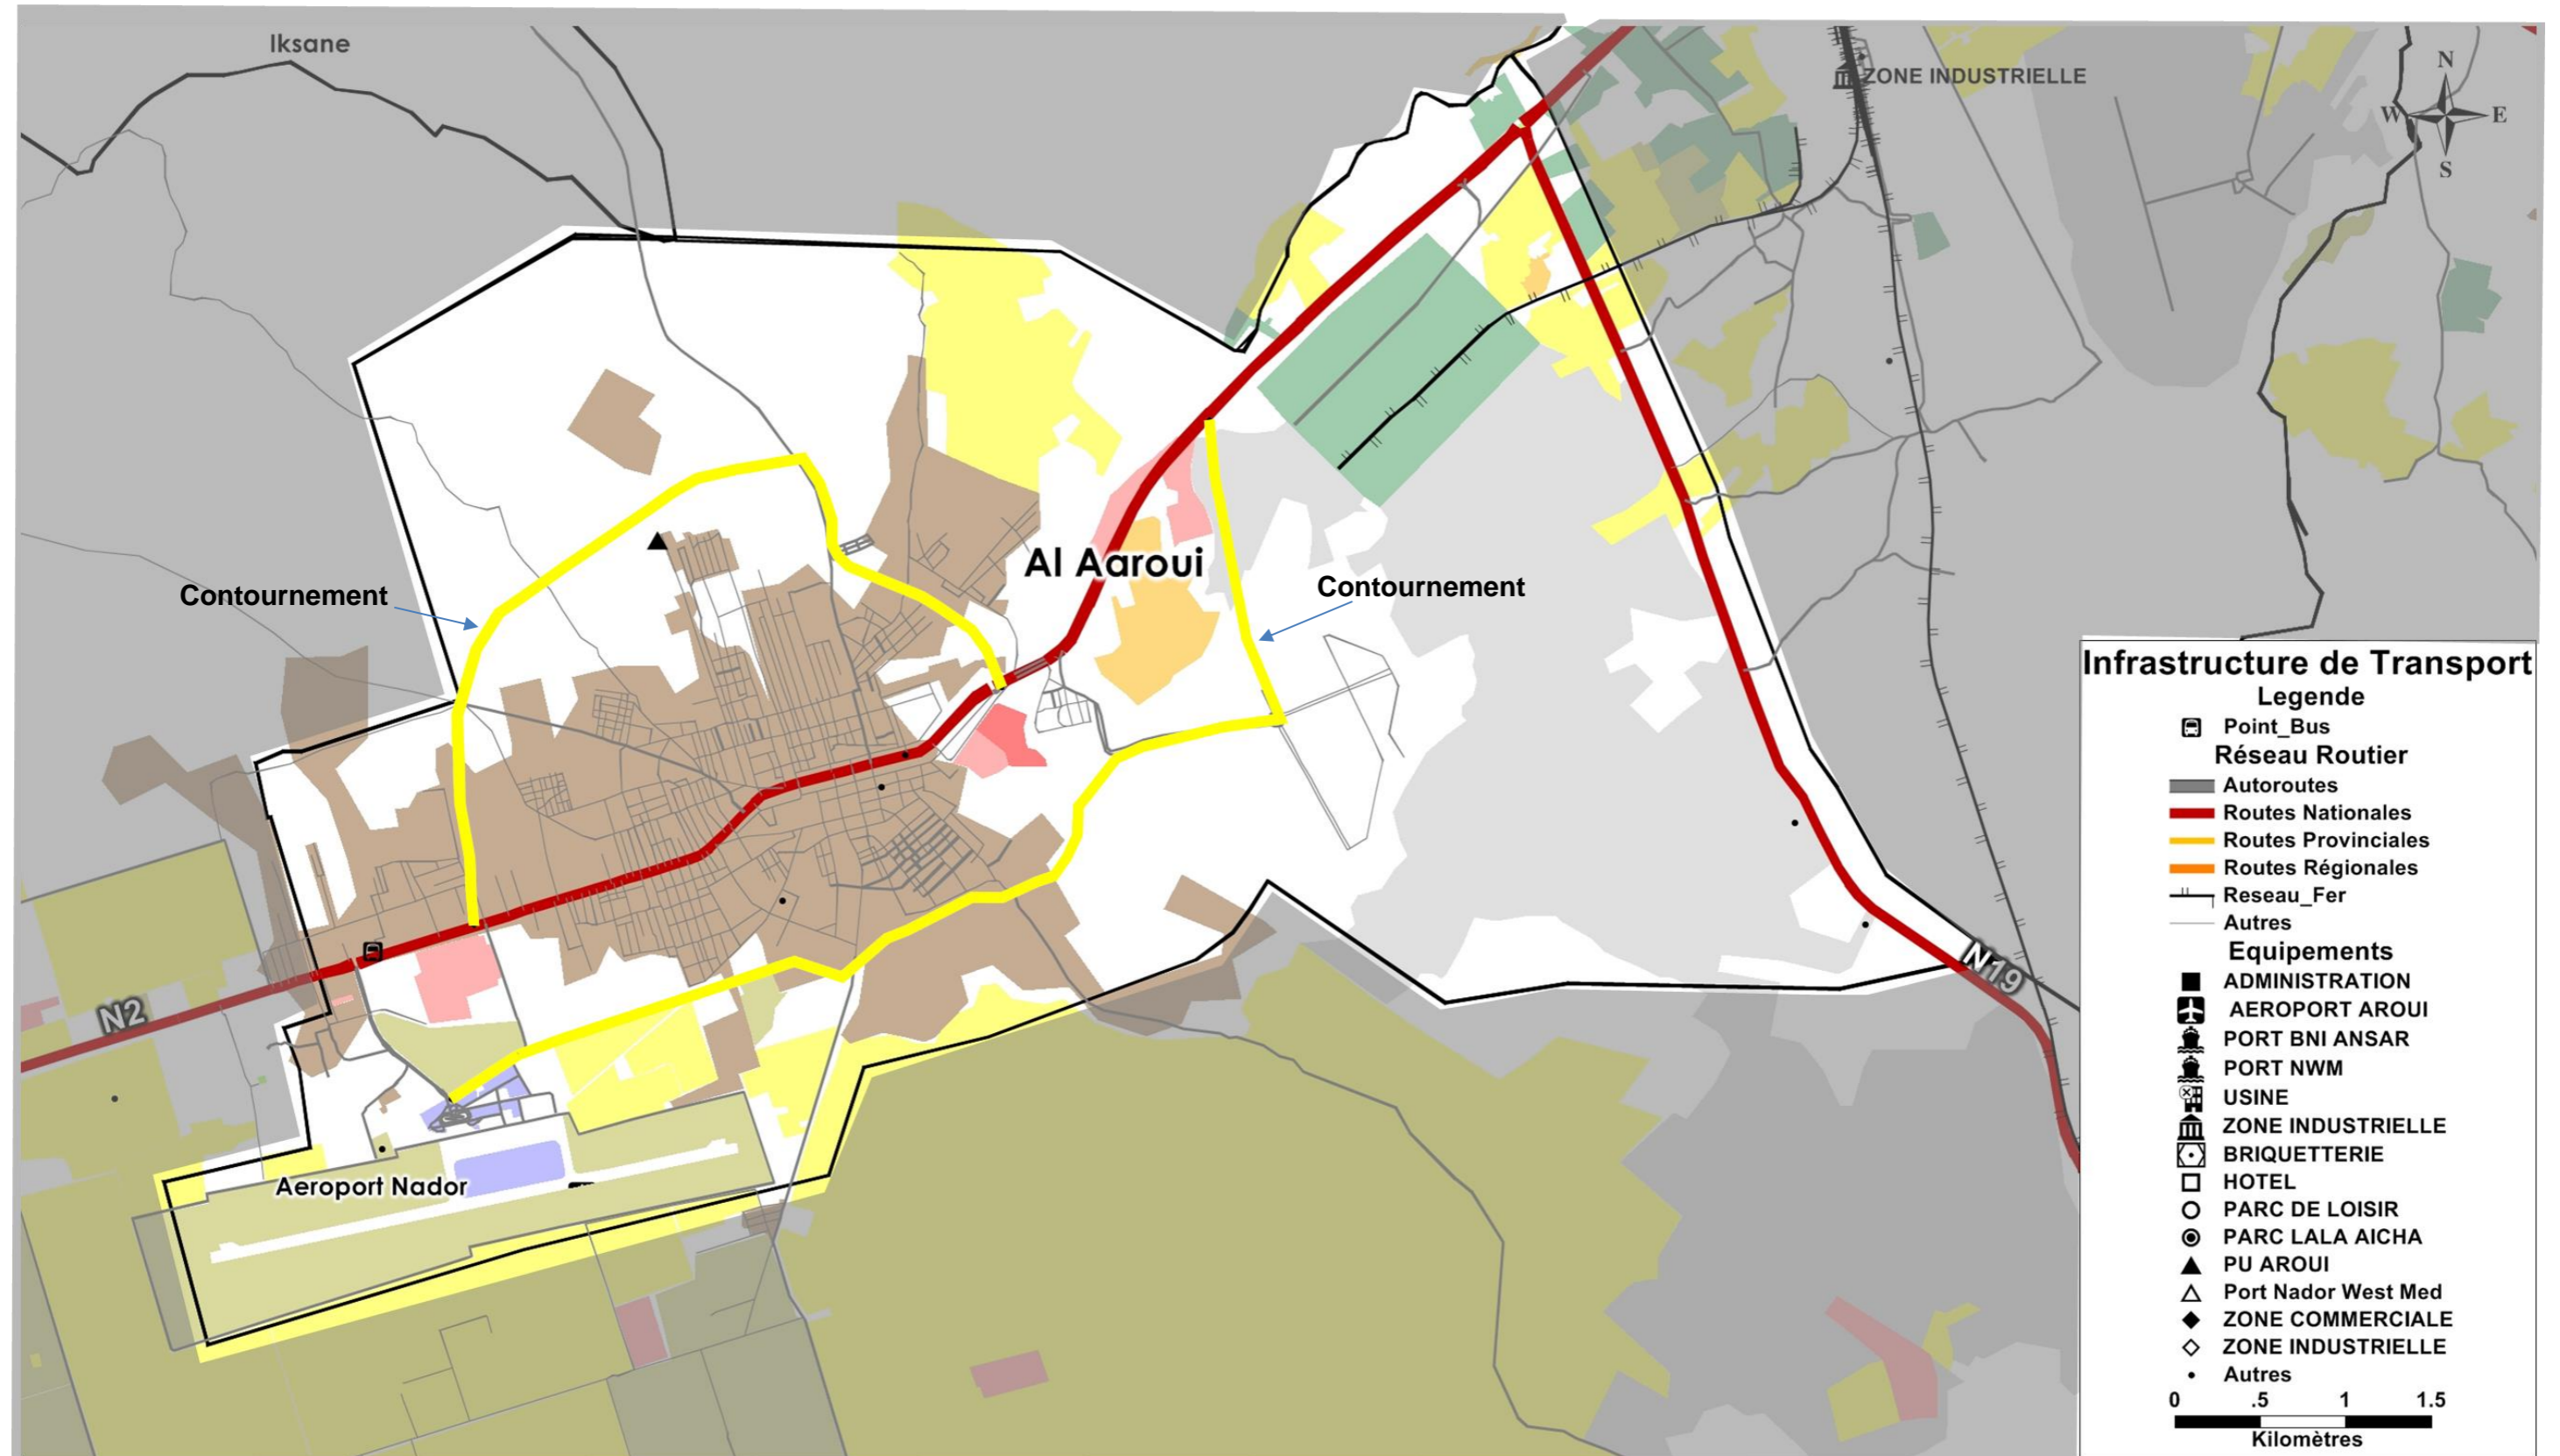 Iksane
ZONE INDUSTRIELLE
N
W
E
S
Al Aaroui
Contournement
Contournement
N2
N19
Aeroport Nador
Infrastructure de Transport
Legende
Point_Bus
Réseau Routier
Autoroutes
Routes Nationales
Routes Provinciales
Routes Régionales
Reseau_Fer
Autres
Equipements
ADMINISTRATION
AEROPORT AROUI
PORT BNI ANSAR
PORT NWM
USINE
ZONE INDUSTRIELLE
BRIQUETTERIE
HOTEL
PARC DE LOISIR
PARC LALA AICHA
PU AROUI
Port Nador West Med
ZONE COMMERCIALE
ZONE INDUSTRIELLE
Autres
0 .5 1 1.5
Kilomètres